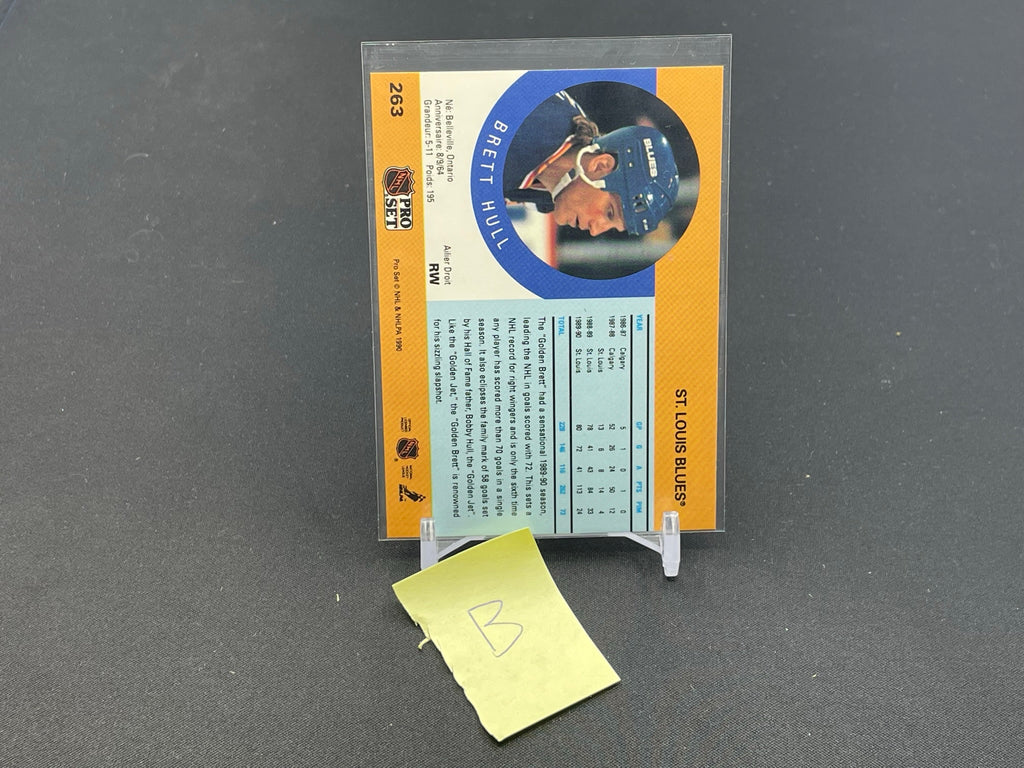 ST. LOUIS BLUES®
BLUES
BRETT HULL
Né: Belleville, Ontario
Anniversaire: 8/9/64
Grandeur: 5-11 Poids: 195
Ailier Droit
RW
263
NHL
PRO
SET
Pro Set © NHL & NHLPA 1990
YEAR GP G A PTS PIM
1986-87 Calgary 5 1 0 1 0
1987-88 Calgary 52 26 24 50 12
St. Louis 13 6 8 14 4
1988-89 St. Louis 78 41 43 84 33
1989-90 St. Louis 80 72 41 113 24
TOTAL 228 146 116 262 73
The "Golden Brett" had a sensational 1989-90 season,
leading the NHL in goals scored with 72. This sets a
NHL record for right wingers and is only the sixth time
any player has scored more than 70 goals in a single
season. It also eclipses the family mark of 58 goals set
by his Hall of Fame father, Bobby Hull, the "Golden Jet".
Like the "Golden Jet," the "Golden Brett" is renowned
for his sizzling slapshot.
B